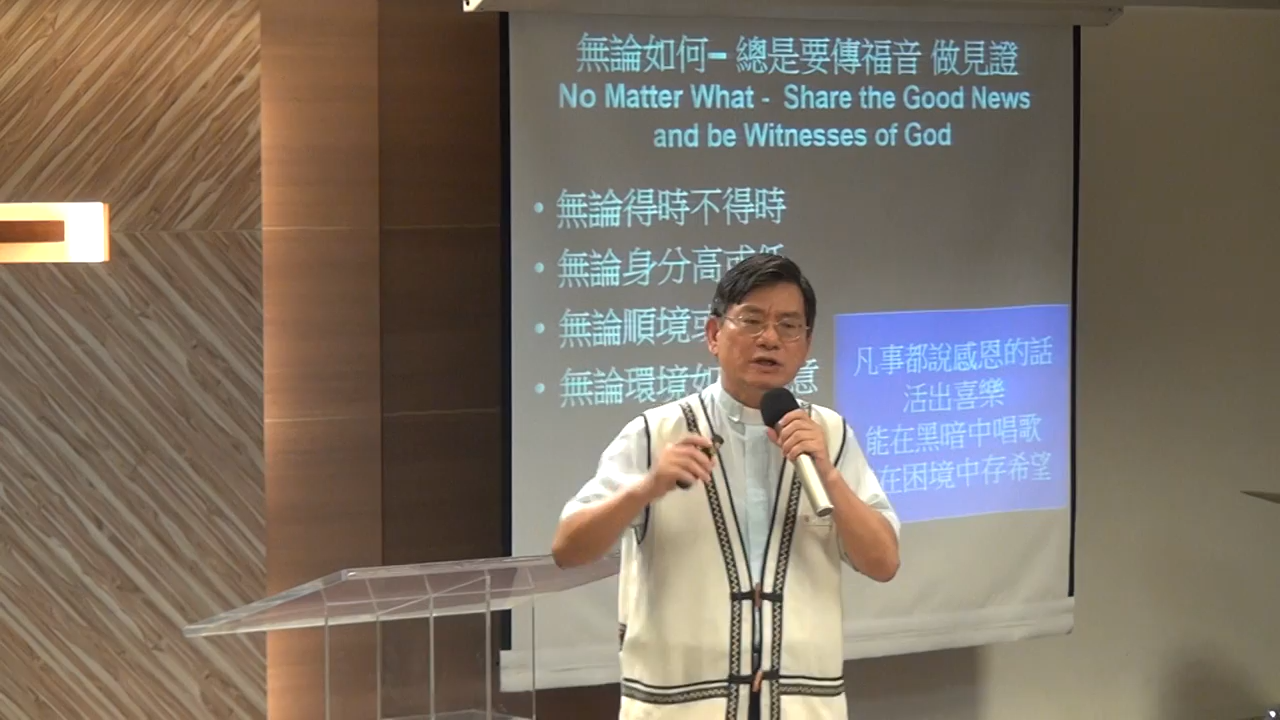 無論如何- 總是要傳福音 做見證
No Matter What - Share the Good News
and be Witnesses of God
• 無論得時不得時
• 無論身分高或低
• 無論順境或
• 無論環境如 意
凡事都說感恩的話
活出喜樂
能在黑暗中唱歌
在困境中存希望